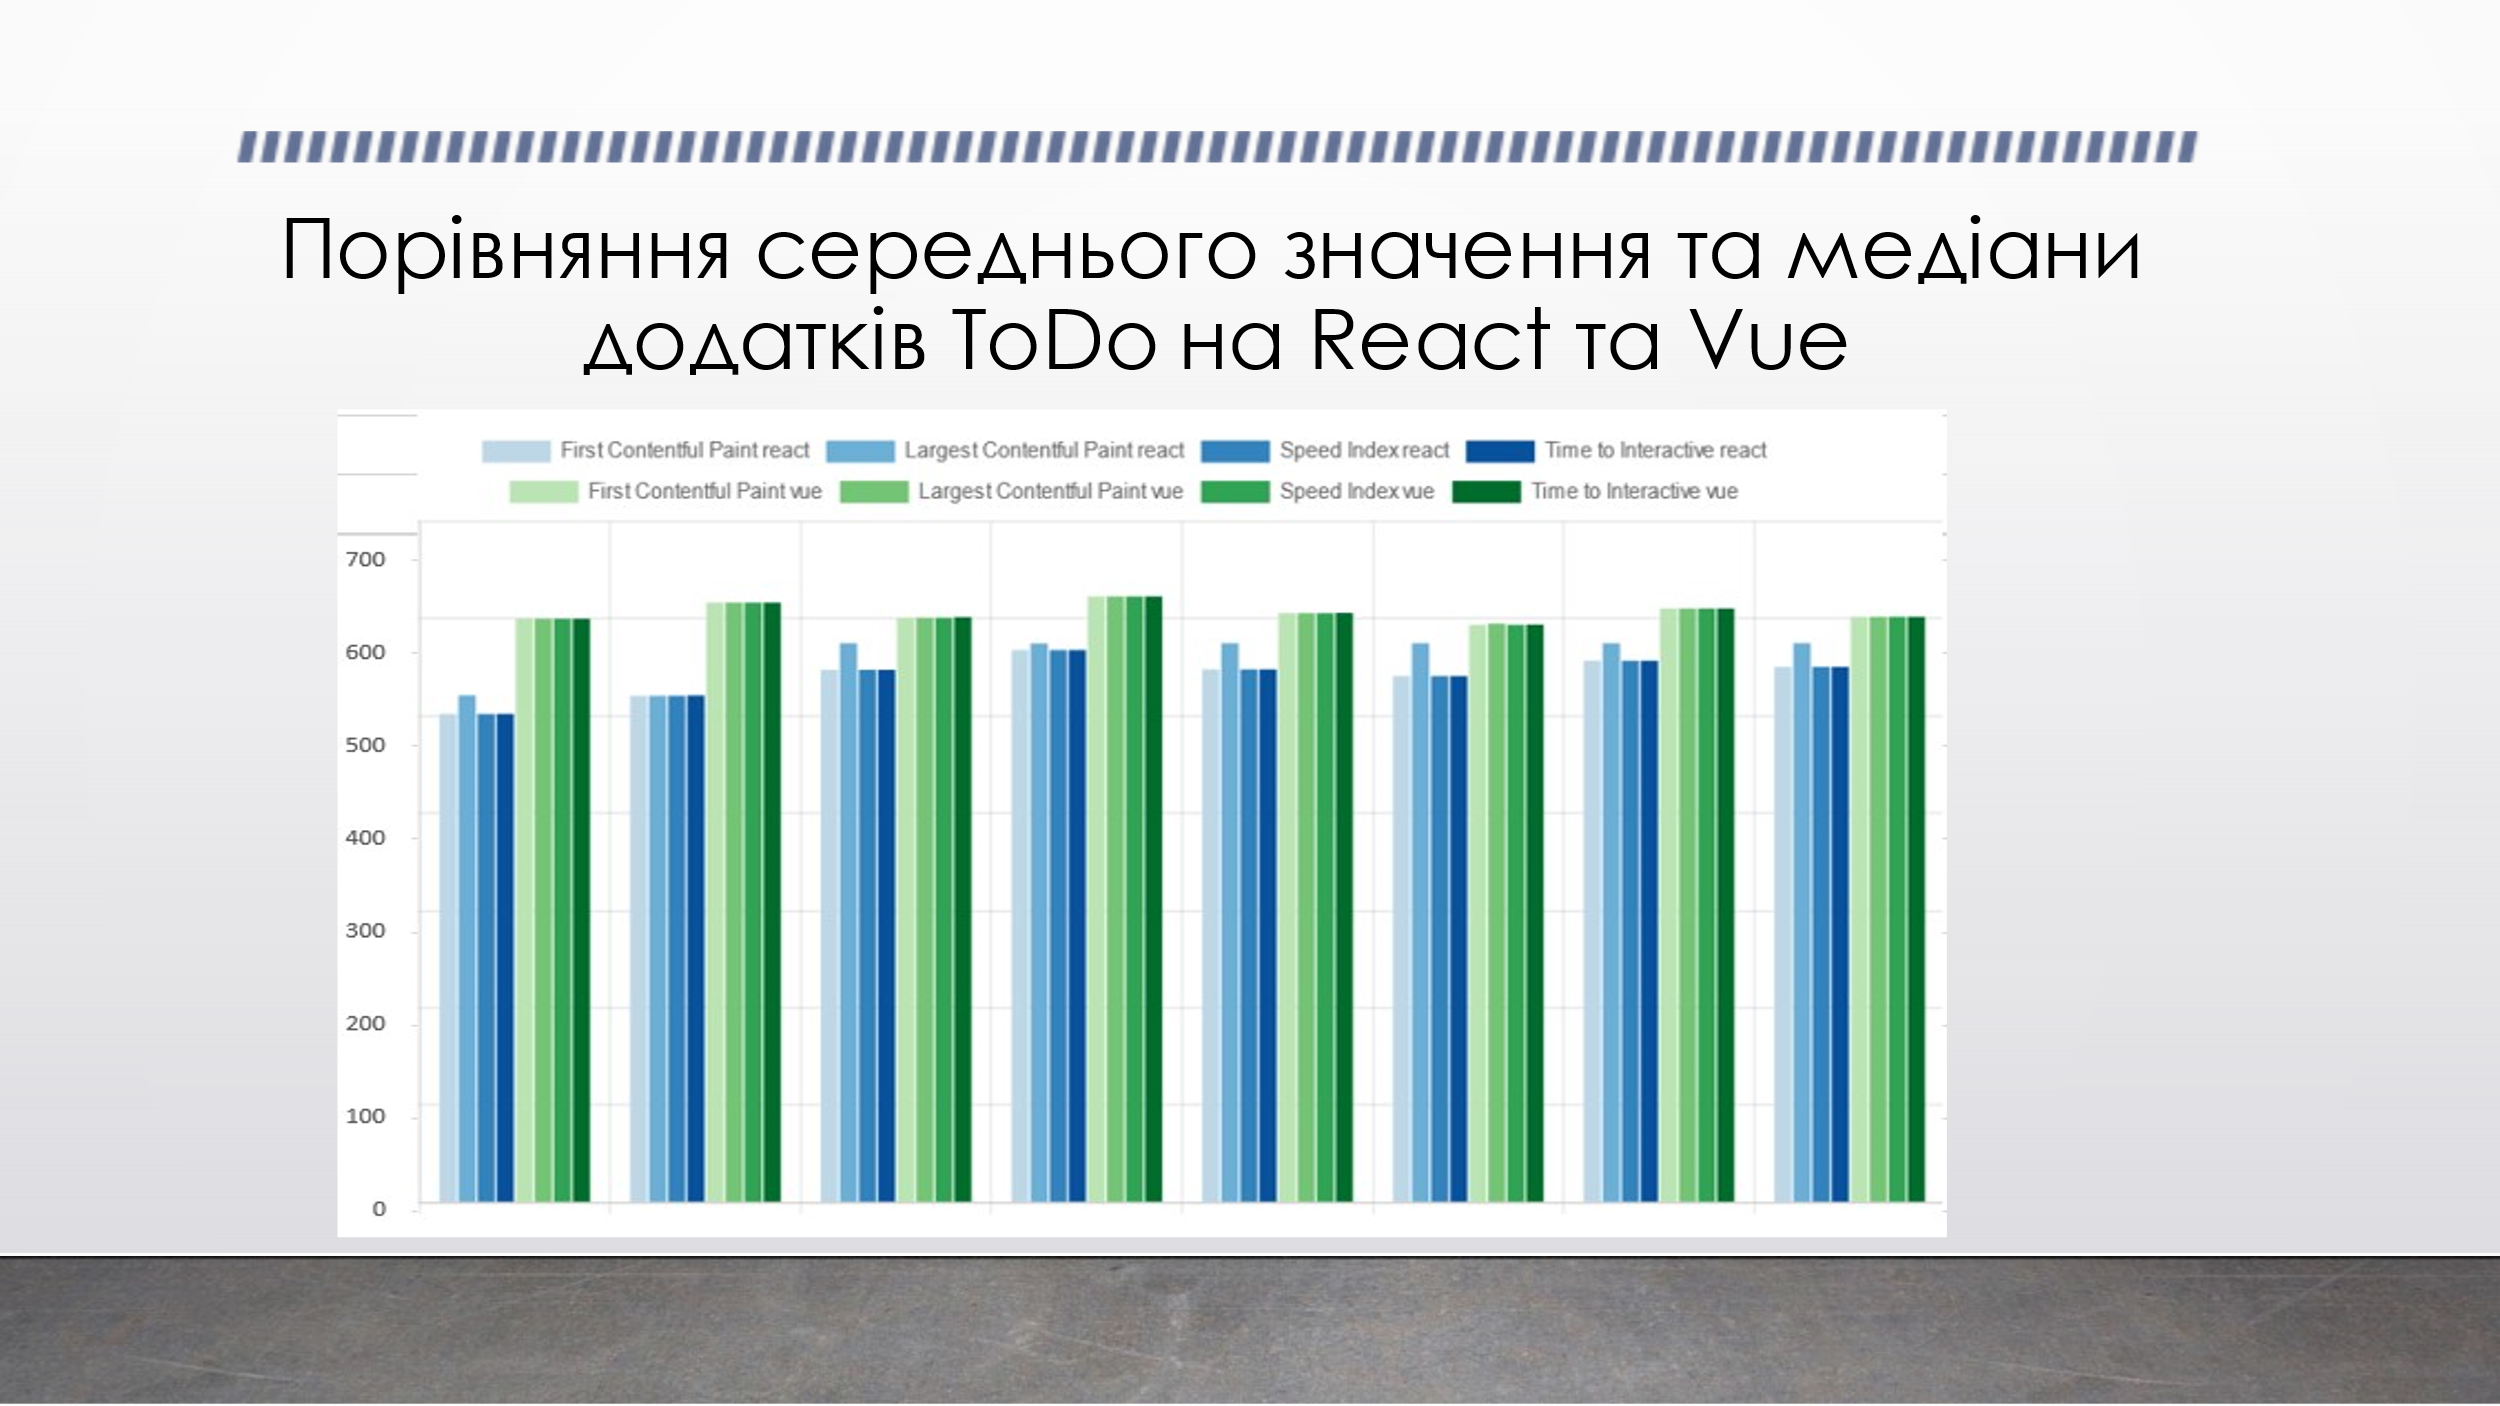 Порівняння середнього значення та медіани
додатків ToDo на React та Vue
First Contentful Paint react Largest Contentful Paint react Speed Index react Time to Interactive react
First Contentful Paint vue Largest Contentful Paint vue Speed Index vue Time to Interactive vue
700
600
500
400
300
200
100
0